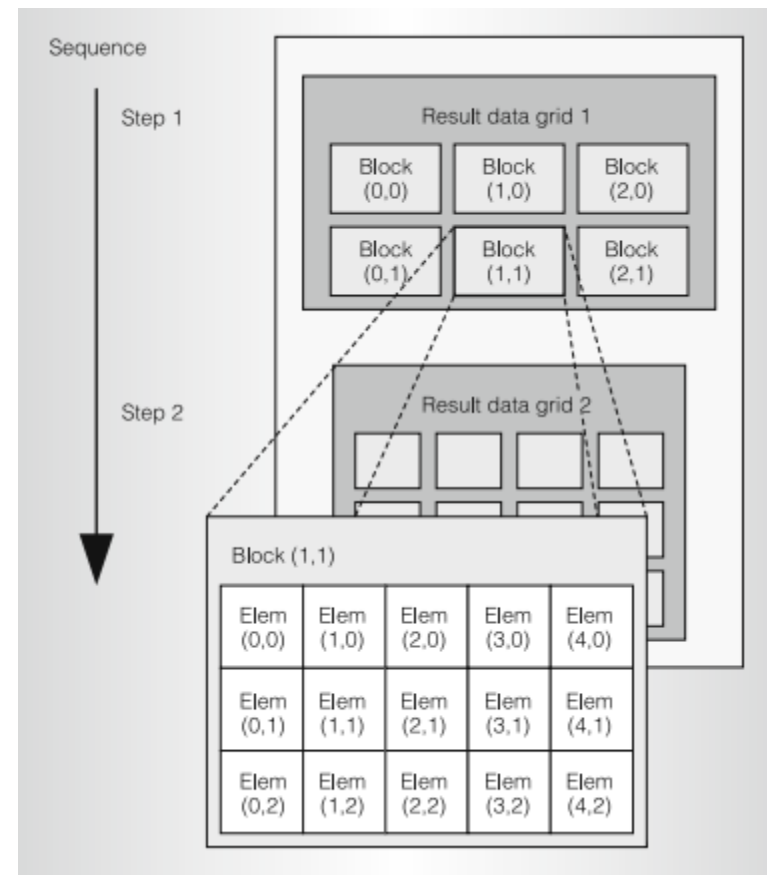 Sequence
Step 1
Result data grid 1
Block Block Block
(0,0) (1,0) (2,0)
Block Block Block
(0,1) (1,1) (2,1)
Step 2
Result data grid 2
Block (1,1)
Elem Elem Elem Elem Elem
(0,0) (1,0) (2,0) (3,0) (4,0)
Elem Elem Elem Elem Elem
(0,1) (1,1) (2,1) (3,1) (4,1)
Elem Elem Elem Elem Elem
(0,2) (1,2) (2,2) (3,2) (4,2)